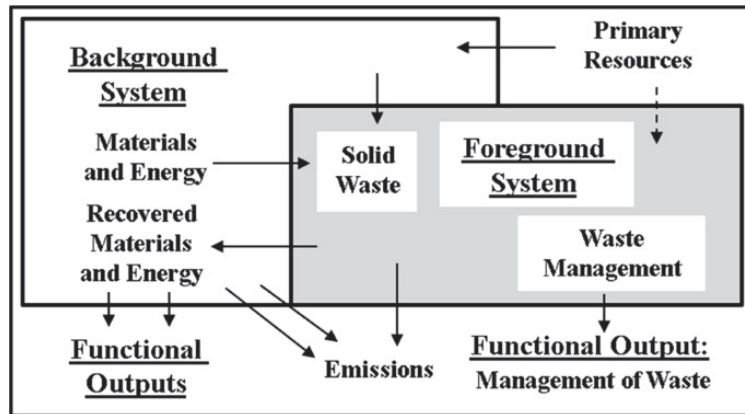 Background
System
Primary
Resources
Materials
and Energy
Solid
Waste
Foreground
System
Recovered
Materials
and Energy
Waste
Management
Functional
Outputs
Emissions
Functional Output:
Management of Waste